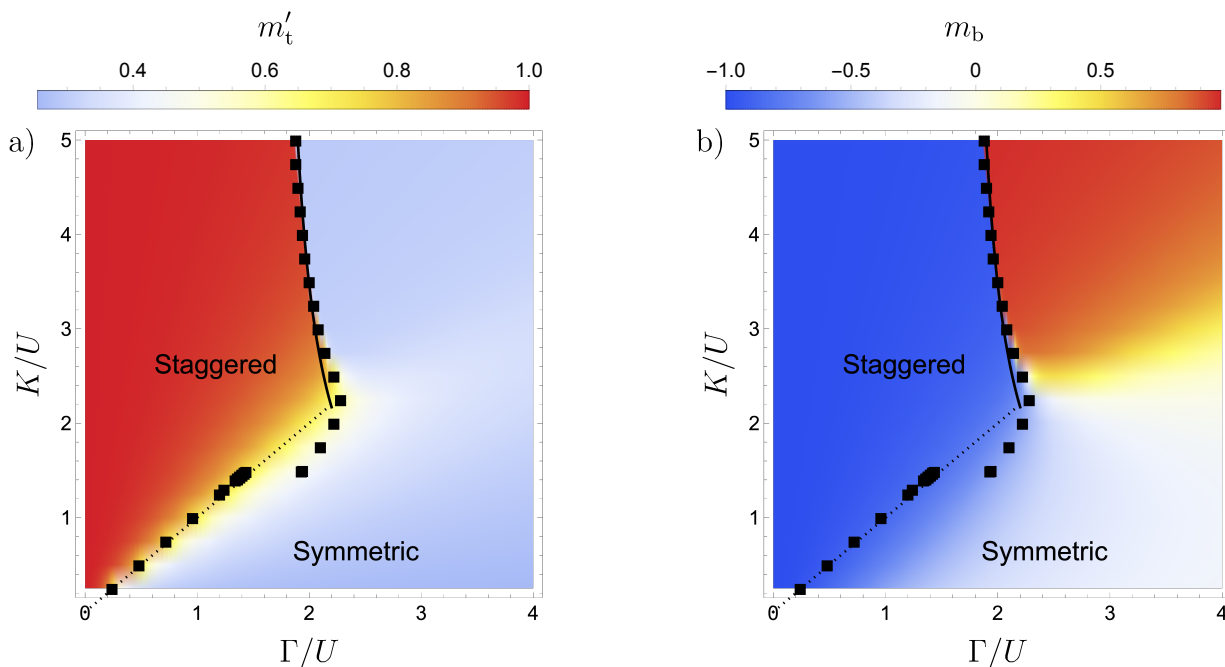 m′t
0.4 0.6 0.8 1.0
a)
5
4
3
2
1
0 1 2 3 4
K/U
Γ/U
Staggered
Symmetric
mb
−1.0 −0.5 0 0.5
b)
5
4
3
2
1
0 1 2 3 4
K/U
Γ/U
Staggered
Symmetric